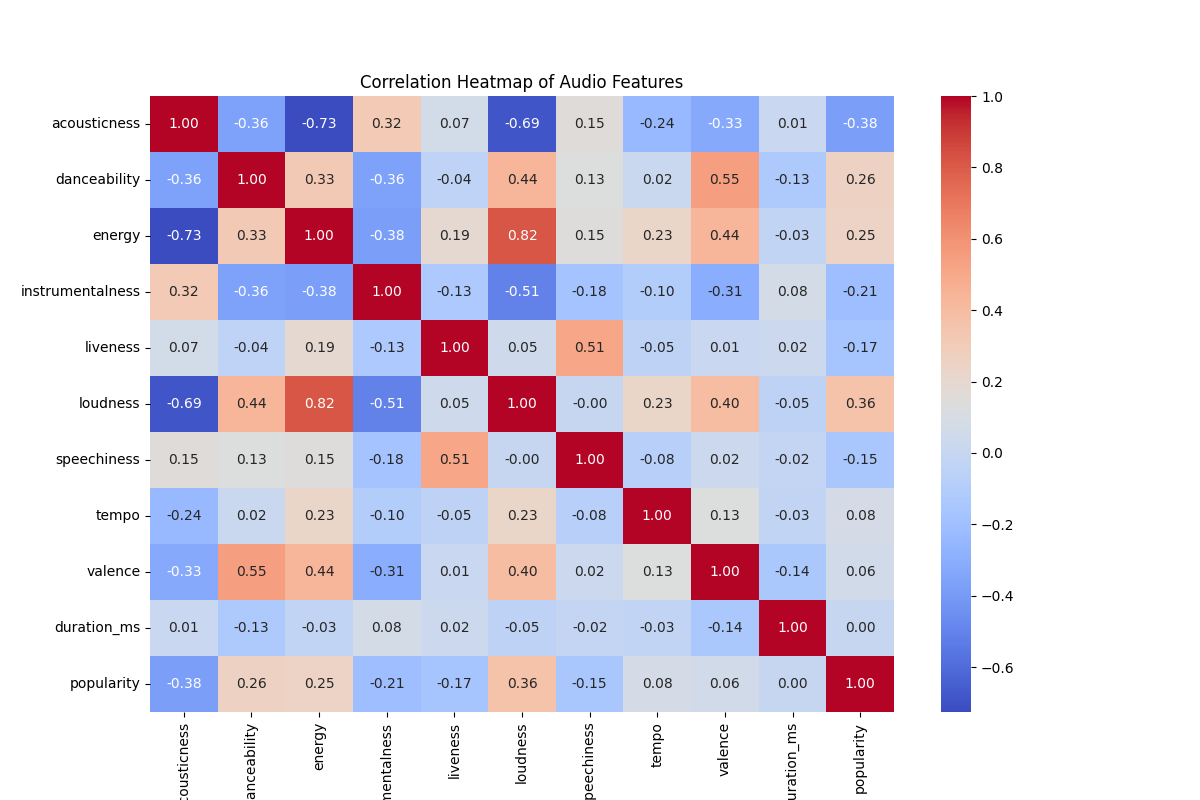 Correlation Heatmap of Audio Features
acousticness 1.00 -0.36 -0.73 0.32 0.07 -0.69 0.15 -0.24 -0.33 0.01 -0.38
danceability -0.36 1.00 0.33 -0.36 -0.04 0.44 0.13 0.02 0.55 -0.13 0.26
energy -0.73 0.33 1.00 -0.38 0.19 0.82 0.15 0.23 0.44 -0.03 0.25
instrumentalness 0.32 -0.36 -0.38 1.00 -0.13 -0.51 -0.18 -0.10 -0.31 0.08 -0.21
liveness 0.07 -0.04 0.19 -0.13 1.00 0.05 0.51 -0.05 0.01 0.02 -0.17
loudness -0.69 0.44 0.82 -0.51 0.05 1.00 -0.00 0.23 0.40 -0.05 0.36
speechiness 0.15 0.13 0.15 -0.18 0.51 -0.00 1.00 -0.08 0.02 -0.02 -0.15
tempo -0.24 0.02 0.23 -0.10 -0.05 0.23 -0.08 1.00 0.13 -0.03 0.08
valence -0.33 0.55 0.44 -0.31 0.01 0.40 0.02 0.13 1.00 -0.14 0.06
duration_ms 0.01 -0.13 -0.03 0.08 0.02 -0.05 -0.02 -0.03 -0.14 1.00 0.00
popularity -0.38 0.26 0.25 -0.21 -0.17 0.36 -0.15 0.08 0.06 0.00 1.00
cousticness
anceability
energy
mentalness
liveness
loudness
peechiness
tempo
valence
uration_ms
popularity
1.0
0.8
0.6
0.4
0.2
0.0
−0.2
−0.4
−0.6